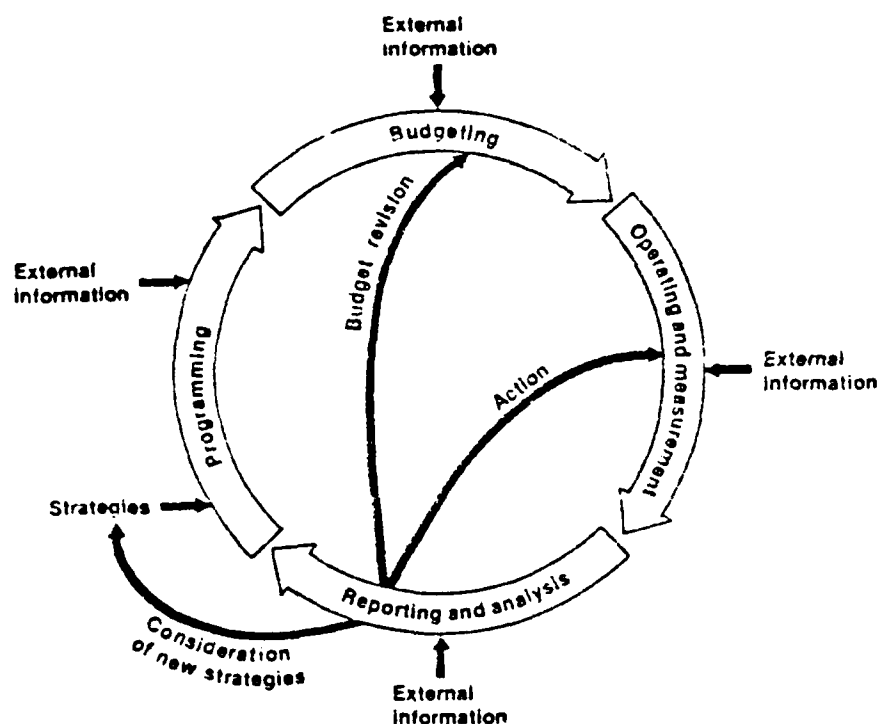 External
information
Budgeting
Budget revision
External
information
Operating and measurement
Programming
Action
External
information
Strategies
Reporting and analysis
Consideration
of new strategies
External
information